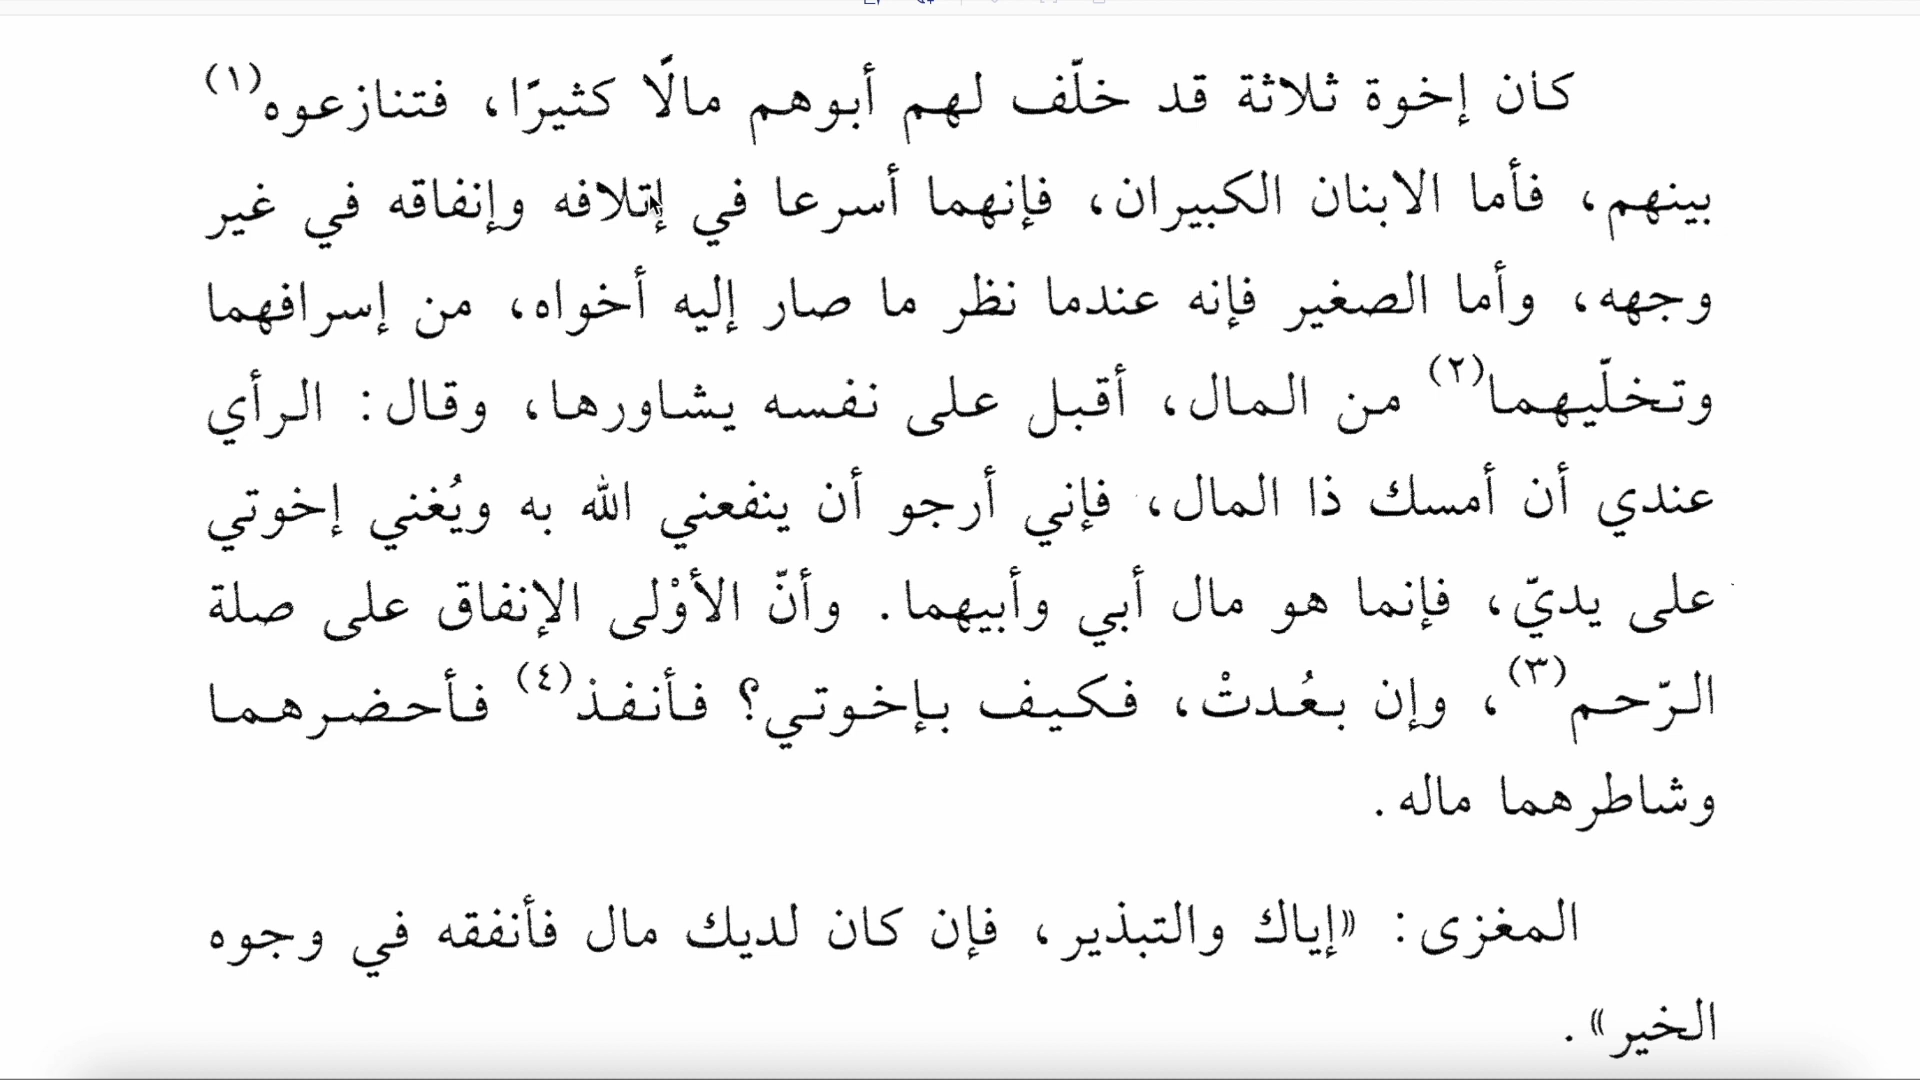 كان إخوة ثلاثة قد خلّف لهم أبوهم مالًا كثيرًا، فتنازعوه(١)
بينهم، فأما الابنان الكبيران، فإنهما أسرعا في إتلافه وإنفاقه في غير
وجهه، وأما الصغير فإنه عندما نظر ما صار إليه أخواه، من إسرافهما
وتخلّيهما(٢) من المال، أقبل على نفسه يشاورها، وقال: الرأي
عندي أن أمسك ذا المال، فإني أرجو أن ينفعني الله به ويُغني إخوتي
على يديّ، فإنما هو مال أبي وأبيهما. وأنّ الأوْلى الإنفاق على صلة
الرّحم(٣)، وإن بعُدتْ، فكيف بإخوتي؟ فأنفذ(٤) فأحضرهما
وشاطرهما ماله.
المغزى: «إياك والتبذير، فإن كان لديك مال فأنفقه في وجوه
الخير».